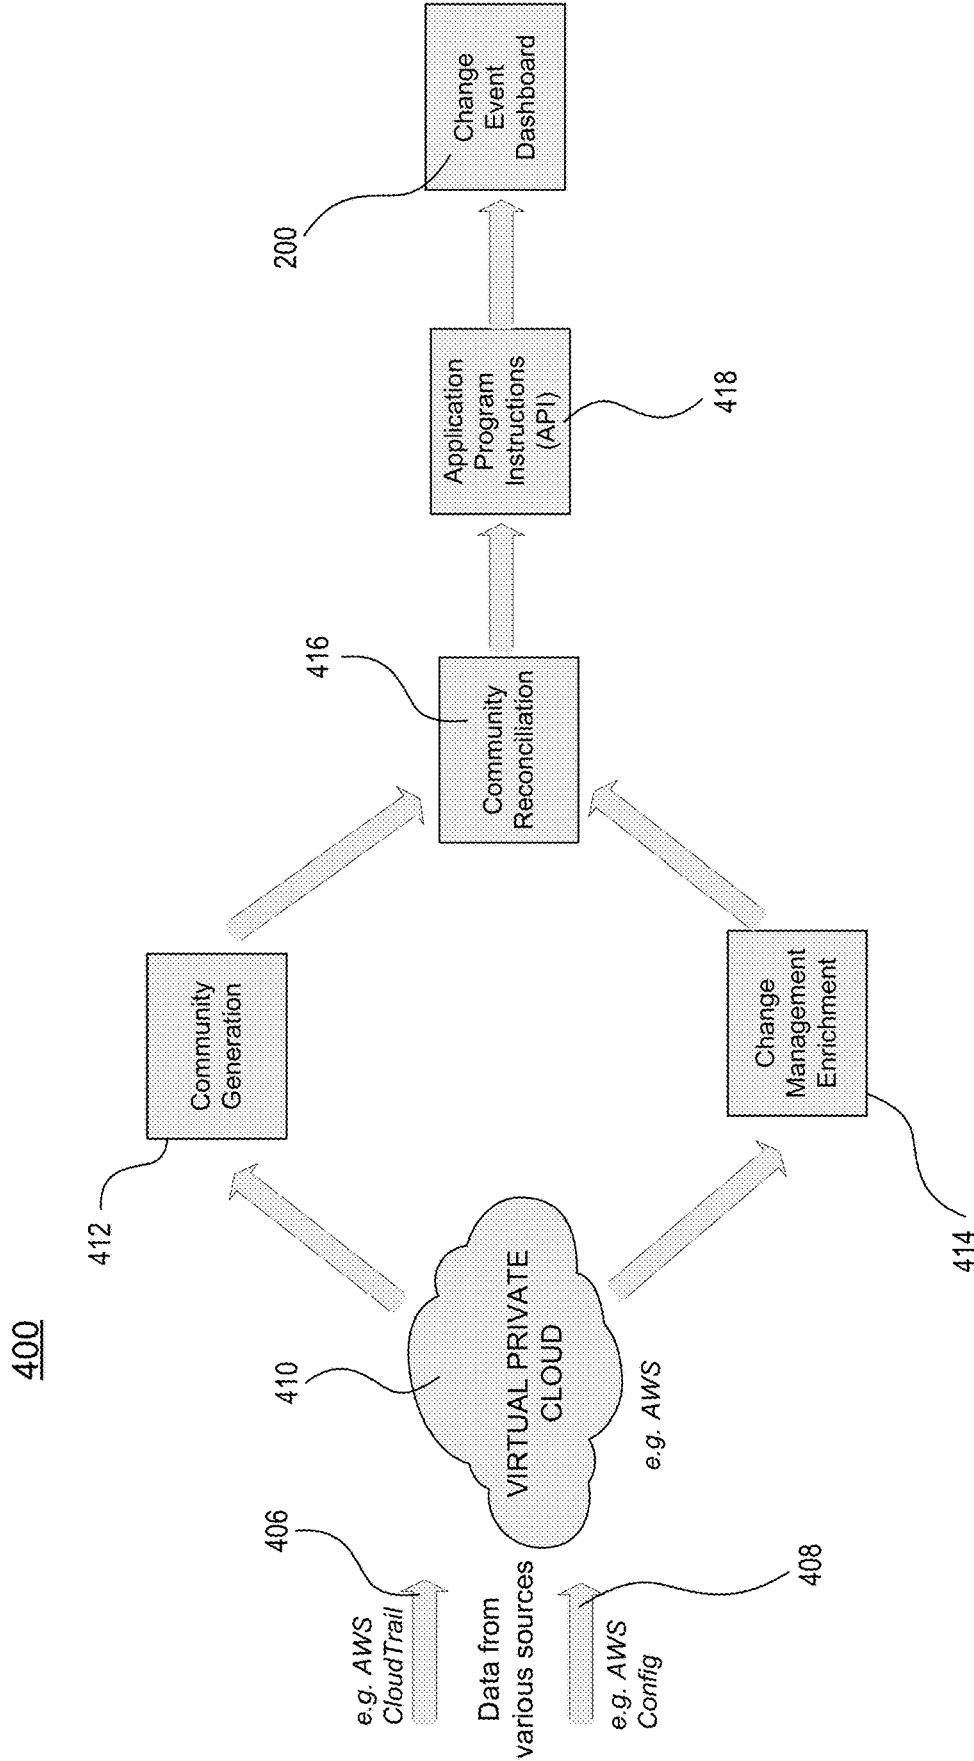 400
e.g. AWS
CloudTrail
406
Data from
various sources
e.g. AWS
Config
408
410
VIRTUAL PRIVATE
CLOUD
e.g. AWS
412
Community
Generation
Change
Management
Enrichment
414
416
Community
Reconciliation
Application
Program
Instructions
(API)
418
200
Change
Event
Dashboard